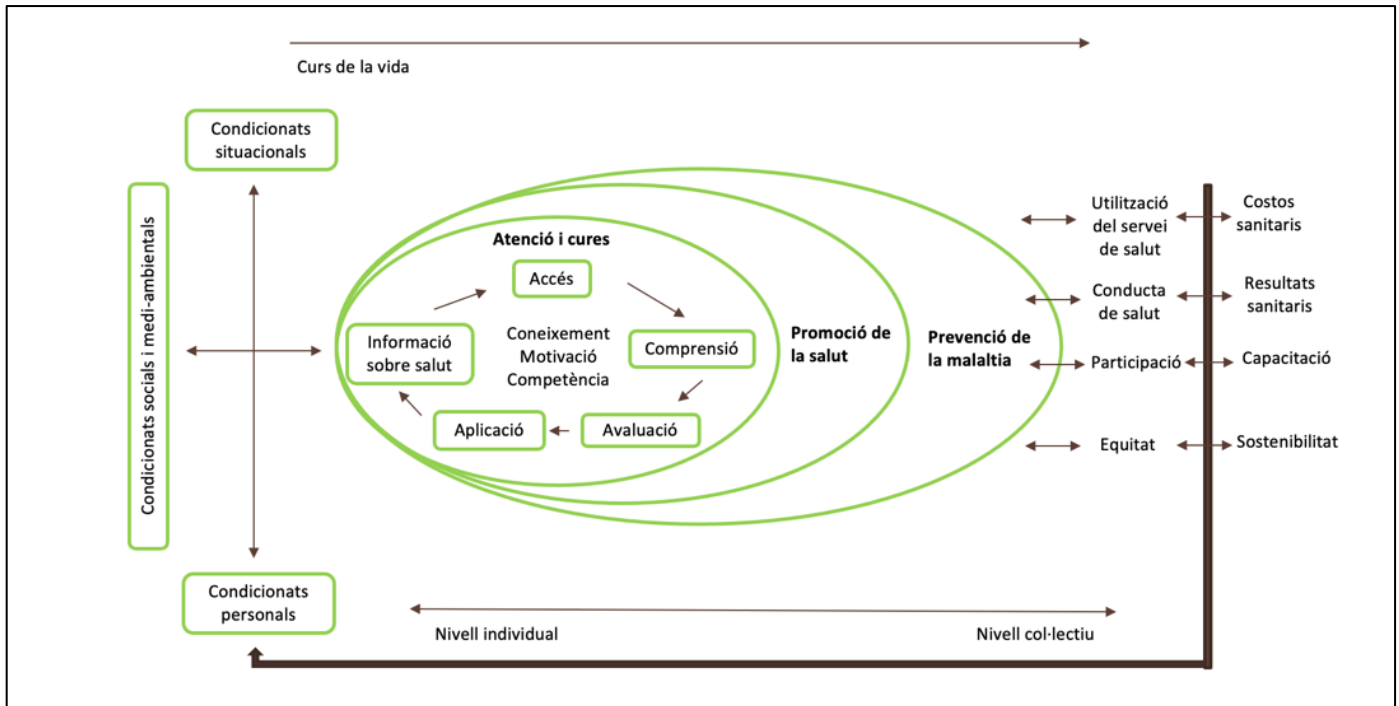 Curs de la vida
Condicionats
situacionals
Condicionats socials i medi-ambientals
Atenció i cures
Accés
Informació
sobre salut
Coneixement
Motivació
Competència
Comprensió
Aplicació
Avaluació
Promoció de
la salut
Prevenció de
la malaltia
Utilització
del servei
de salut
Costos
sanitaris
Conducta
de salut
Resultats
sanitaris
Participació
Capacitació
Equitat
Sostenibilitat
Condicionats
personals
Nivell individual
Nivell col·lectiu